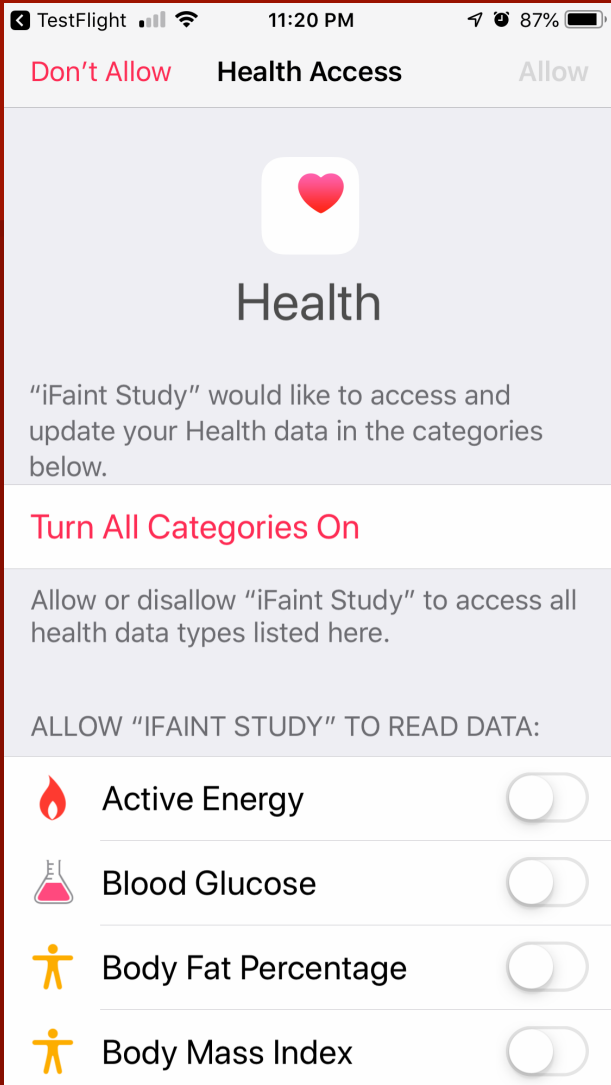 TestFlight 11:20 PM 87%
Don’t Allow Health Access Allow
Health
“iFaint Study” would like to access and
update your Health data in the categories
below.
Turn All Categories On
Allow or disallow “iFaint Study” to access all
health data types listed here.
ALLOW “IFAINT STUDY” TO READ DATA:
Active Energy
Blood Glucose
Body Fat Percentage
Body Mass Index